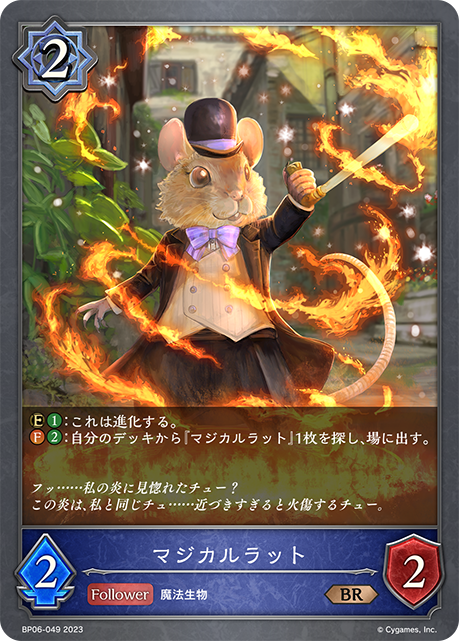 2
E 1:これは進化する。
F 2:自分のデッキから『マジカルラット』1枚を探し、場に出す。
フッ……私の炎に見惚れたチュー?
この炎は、私と同じチュ……近づきすぎると火傷するチュー。
マジカルラット
2
Follower 魔法生物
BR
2
BP06-049 2023
© Cygames, Inc.